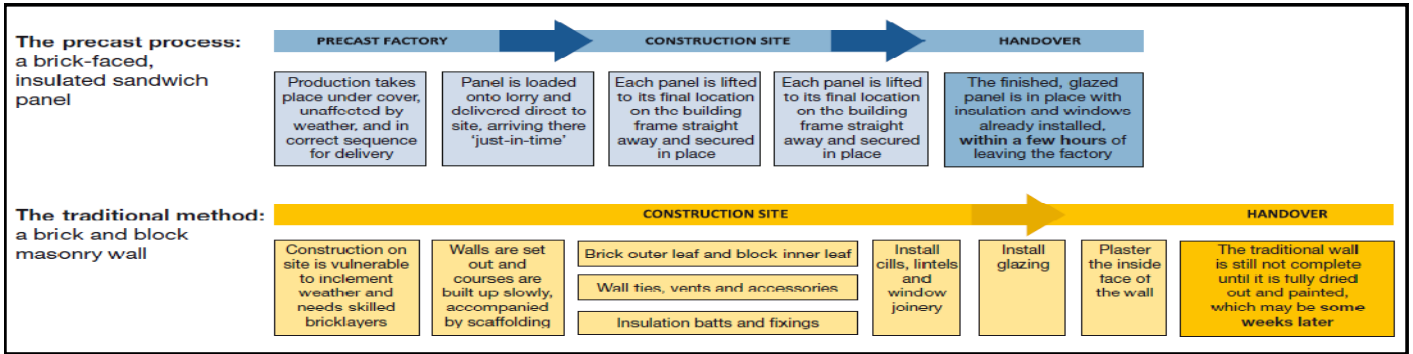 The precast process:
a brick-faced,
insulated sandwich
panel
PRECAST FACTORY
CONSTRUCTION SITE
HANDOVER
Production takes
place under cover,
unaffected by
weather, and in
correct sequence
for delivery
Panel is loaded
onto lorry and
delivered direct to
site, arriving there
‘just-in-time’
Each panel is lifted
to its final location
on the building
frame straight
away and secured
in place
Each panel is lifted
to its final location
on the building
frame straight
away and secured
in place
The finished, glazed
panel is in place with
insulation and windows
already installed,
within a few hours of
leaving the factory
The traditional method:
a brick and block
masonry wall
CONSTRUCTION SITE
HANDOVER
Construction on
site is vulnerable
to inclement
weather and
needs skilled
bricklayers
Walls are set
out and
courses are
built up slowly,
accompanied
by scaffolding
Brick outer leaf and block inner leaf
Wall ties, vents and accessories
Insulation batts and fixings
Install
cills, lintels
and
window
joinery
Install
glazing
Plaster
the inside
face of
the wall
The traditional wall
is still not complete
until it is fully dried
out and painted,
which may be some
weeks later